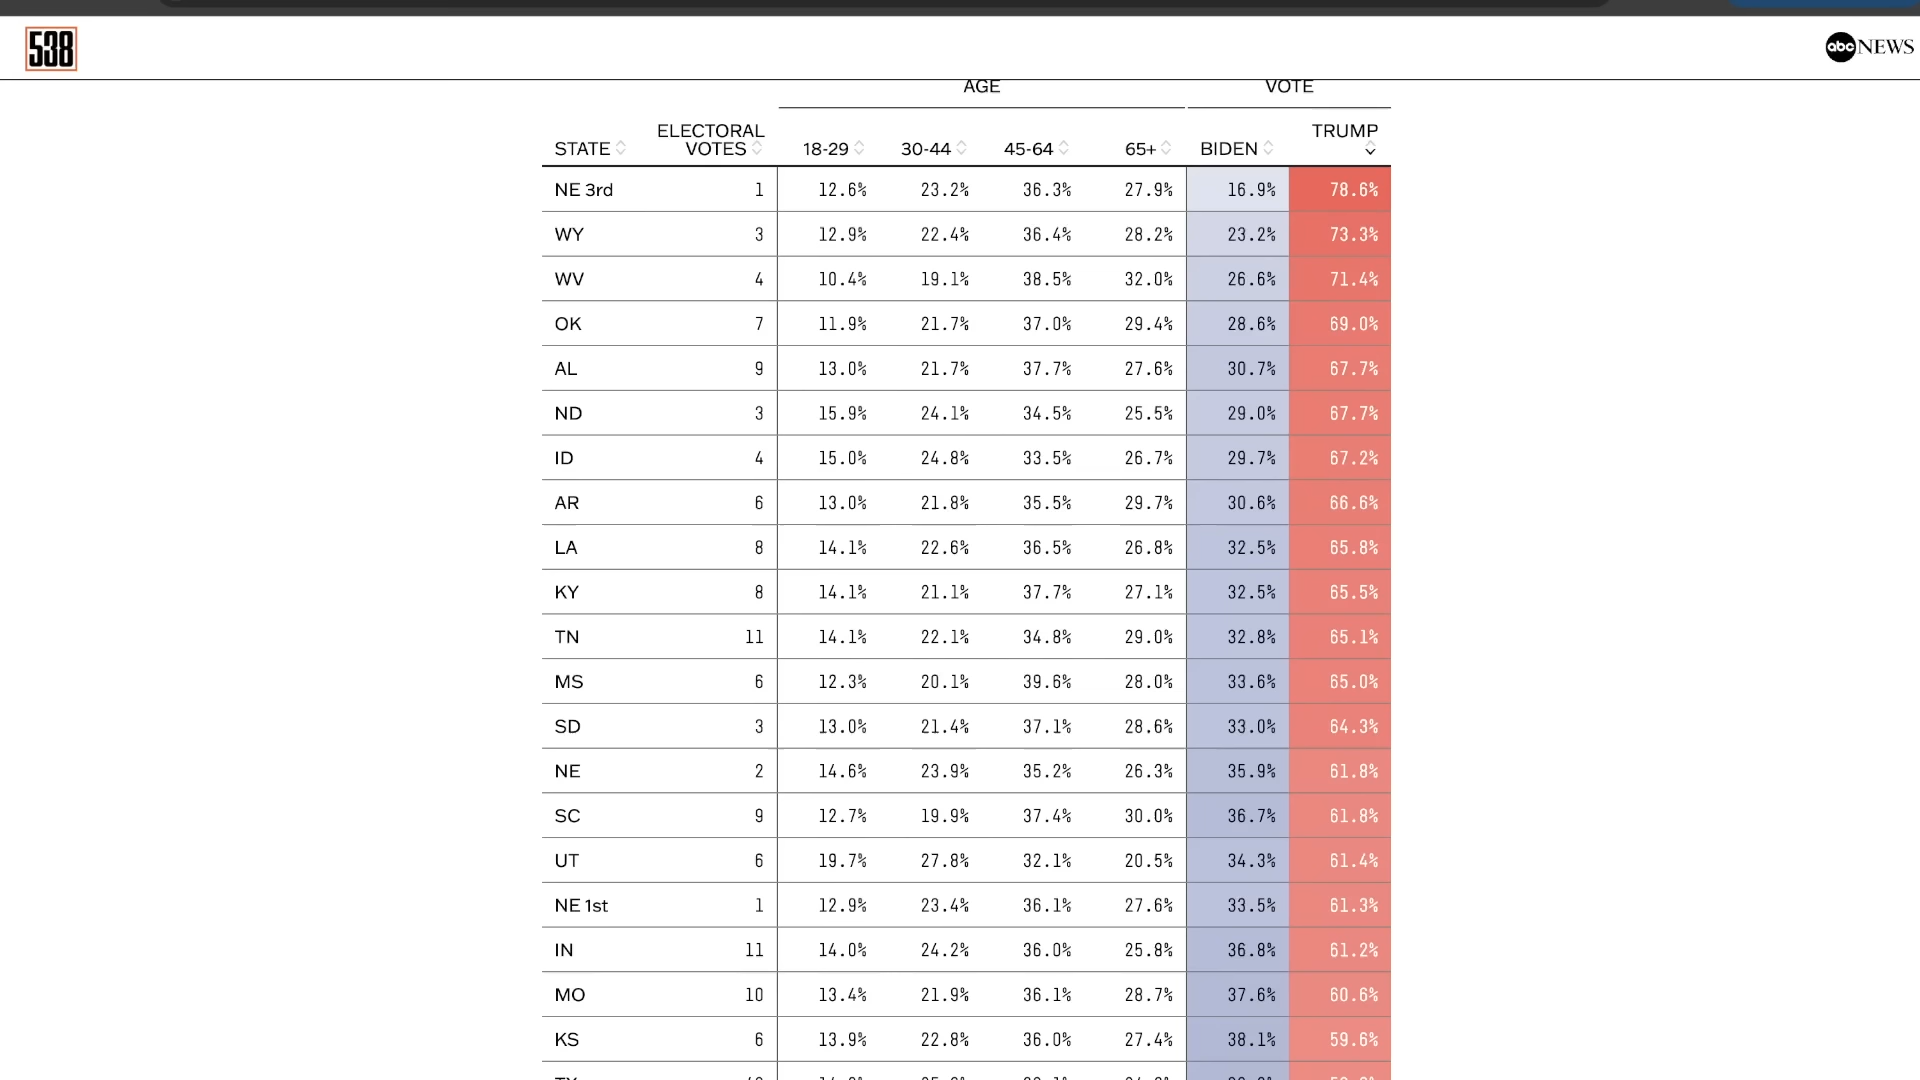 538
abc NEWS
AGE VOTE
STATE ELECTORAL VOTES 18-29 30-44 45-64 65+ BIDEN TRUMP
NE 3rd 1 12.6% 23.2% 36.3% 27.9% 16.9% 78.6%
WY 3 12.9% 22.4% 36.4% 28.2% 23.2% 73.3%
WV 4 10.4% 19.1% 38.5% 32.0% 26.6% 71.4%
OK 7 11.9% 21.7% 37.0% 29.4% 28.6% 69.0%
AL 9 13.0% 21.7% 37.7% 27.6% 30.7% 67.7%
ND 3 15.9% 24.1% 34.5% 25.5% 29.0% 67.7%
ID 4 15.0% 24.8% 33.5% 26.7% 29.7% 67.2%
AR 6 13.0% 21.8% 35.5% 29.7% 30.6% 66.6%
LA 8 14.1% 22.6% 36.5% 26.8% 32.5% 65.8%
KY 8 14.1% 21.1% 37.7% 27.1% 32.5% 65.5%
TN 11 14.1% 22.1% 34.8% 29.0% 32.8% 65.1%
MS 6 12.3% 20.1% 39.6% 28.0% 33.6% 65.0%
SD 3 13.0% 21.4% 37.1% 28.6% 33.0% 64.3%
NE 2 14.6% 23.9% 35.2% 26.3% 35.9% 61.8%
SC 9 12.7% 19.9% 37.4% 30.0% 36.7% 61.8%
UT 6 19.7% 27.8% 32.1% 20.5% 34.3% 61.4%
NE 1st 1 12.9% 23.4% 36.1% 27.6% 33.5% 61.3%
IN 11 14.0% 24.2% 36.0% 25.8% 36.8% 61.2%
MO 10 13.4% 21.9% 36.1% 28.7% 37.6% 60.6%
KS 6 13.9% 22.8% 36.0% 27.4% 38.1% 59.6%